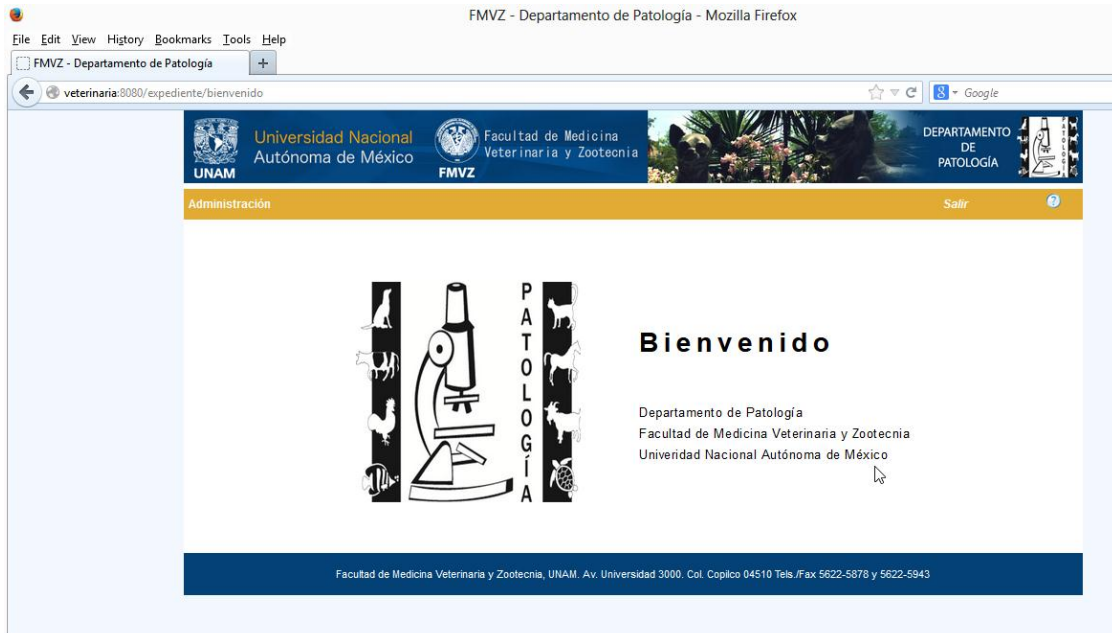 FMVZ - Departamento de Patología - Mozilla Firefox
File Edit View History Bookmarks Tools Help
FMVZ - Departamento de Patología +
veterinaria:8080/expediente/bienvenido
8 Google
UNAM
Universidad Nacional
Autónoma de México
FMVZ
Facultad de Medicina
Veterinaria y Zootecnia
DEPARTAMENTO
DE
PATOLOGÍA
PATOLOGÍA
Administración
Salir ?
PATOLOGÍA
Bienvenido
Departamento de Patología
Facultad de Medicina Veterinaria y Zootecnia
Univeridad Nacional Autónoma de México
Facultad de Medicina Veterinaria y Zootecnia, UNAM. Av. Universidad 3000. Col. Copilco 04510 Tels./Fax 5622-5878 y 5622-5943